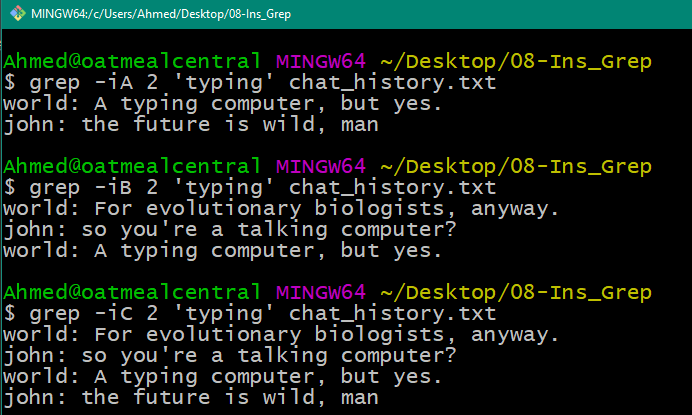 MINGW64:/c/Users/Ahmed/Desktop/08-Ins_Grep
Ahmed@oatmealcentral MINGW64 ~/Desktop/08-Ins_Grep
$ grep -iA 2 'typing' chat_history.txt
world: A typing computer, but yes.
john: the future is wild, man
Ahmed@oatmealcentral MINGW64 ~/Desktop/08-Ins_Grep
$ grep -iB 2 'typing' chat_history.txt
world: For evolutionary biologists, anyway.
john: so you're a talking computer?
world: A typing computer, but yes.
Ahmed@oatmealcentral MINGW64 ~/Desktop/08-Ins_Grep
$ grep -iC 2 'typing' chat_history.txt
world: For evolutionary biologists, anyway.
john: so you're a talking computer?
world: A typing computer, but yes.
john: the future is wild, man